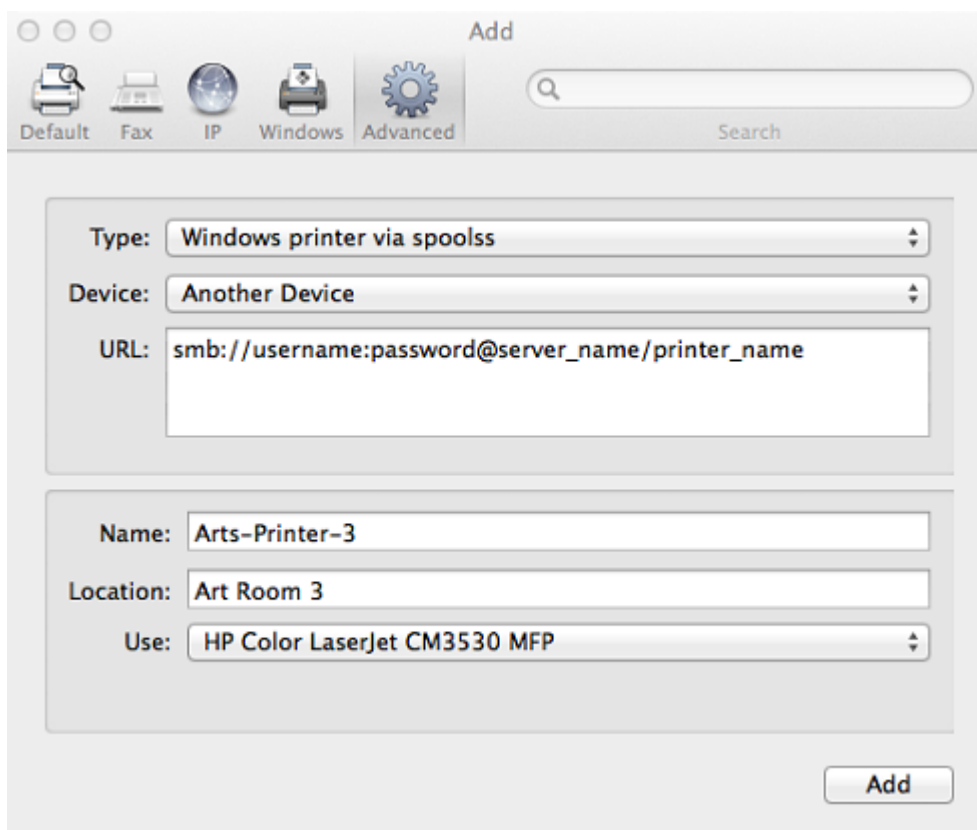 Add
Default Fax IP Windows Advanced Search
Type: Windows printer via spoolss
Device: Another Device
URL: smb://username:password@server_name/printer_name
Name: Arts-Printer-3
Location: Art Room 3
Use: HP Color LaserJet CM3530 MFP
Add